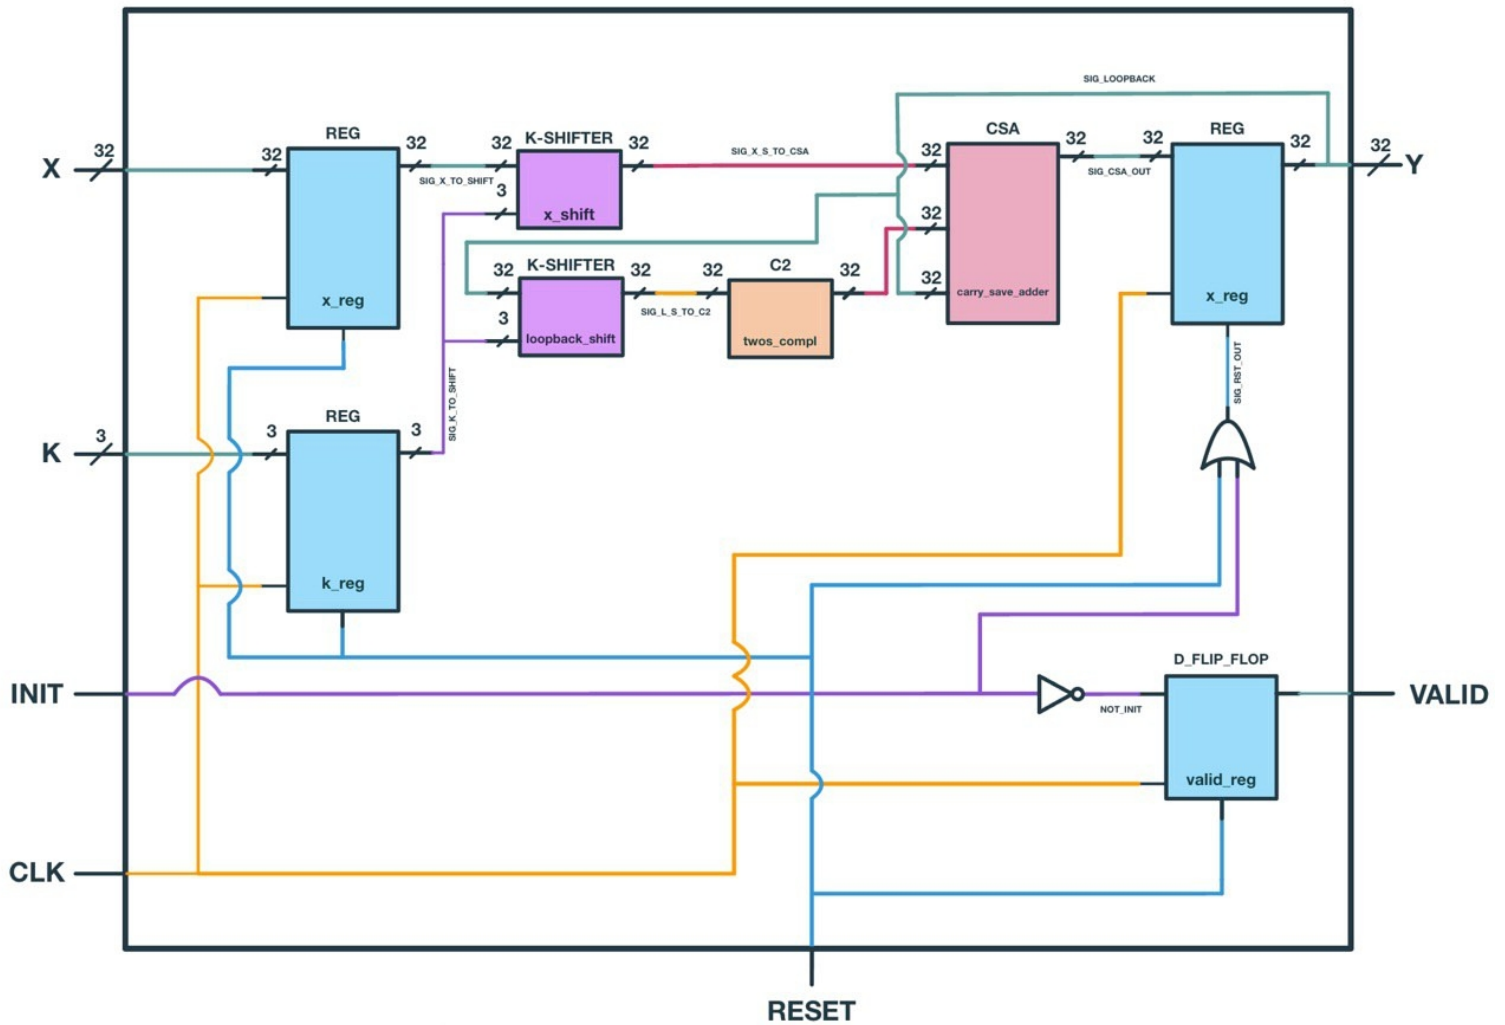 SIG_LOOPBACK
REG
K-SHIFTER
CSA
REG
32
32
32
32
32
32
32
32
32
32
32
X
Y
SIG_X_TO_SHIFT
SIG_X_S_TO_CSA
SIG_CSA_OUT
3
x_shift
32
K-SHIFTER
C2
32
32
32
32
32
x_reg
carry_save_adder
x_reg
SIG_L_S_TO_C2
3
loopback_shift
twos_compl
SIG_K_TO_SHIFT
SIG_RST_OUT
REG
3
3
3
K
k_reg
D_FLIP_FLOP
INIT
NOT_INIT
VALID
valid_reg
CLK
RESET